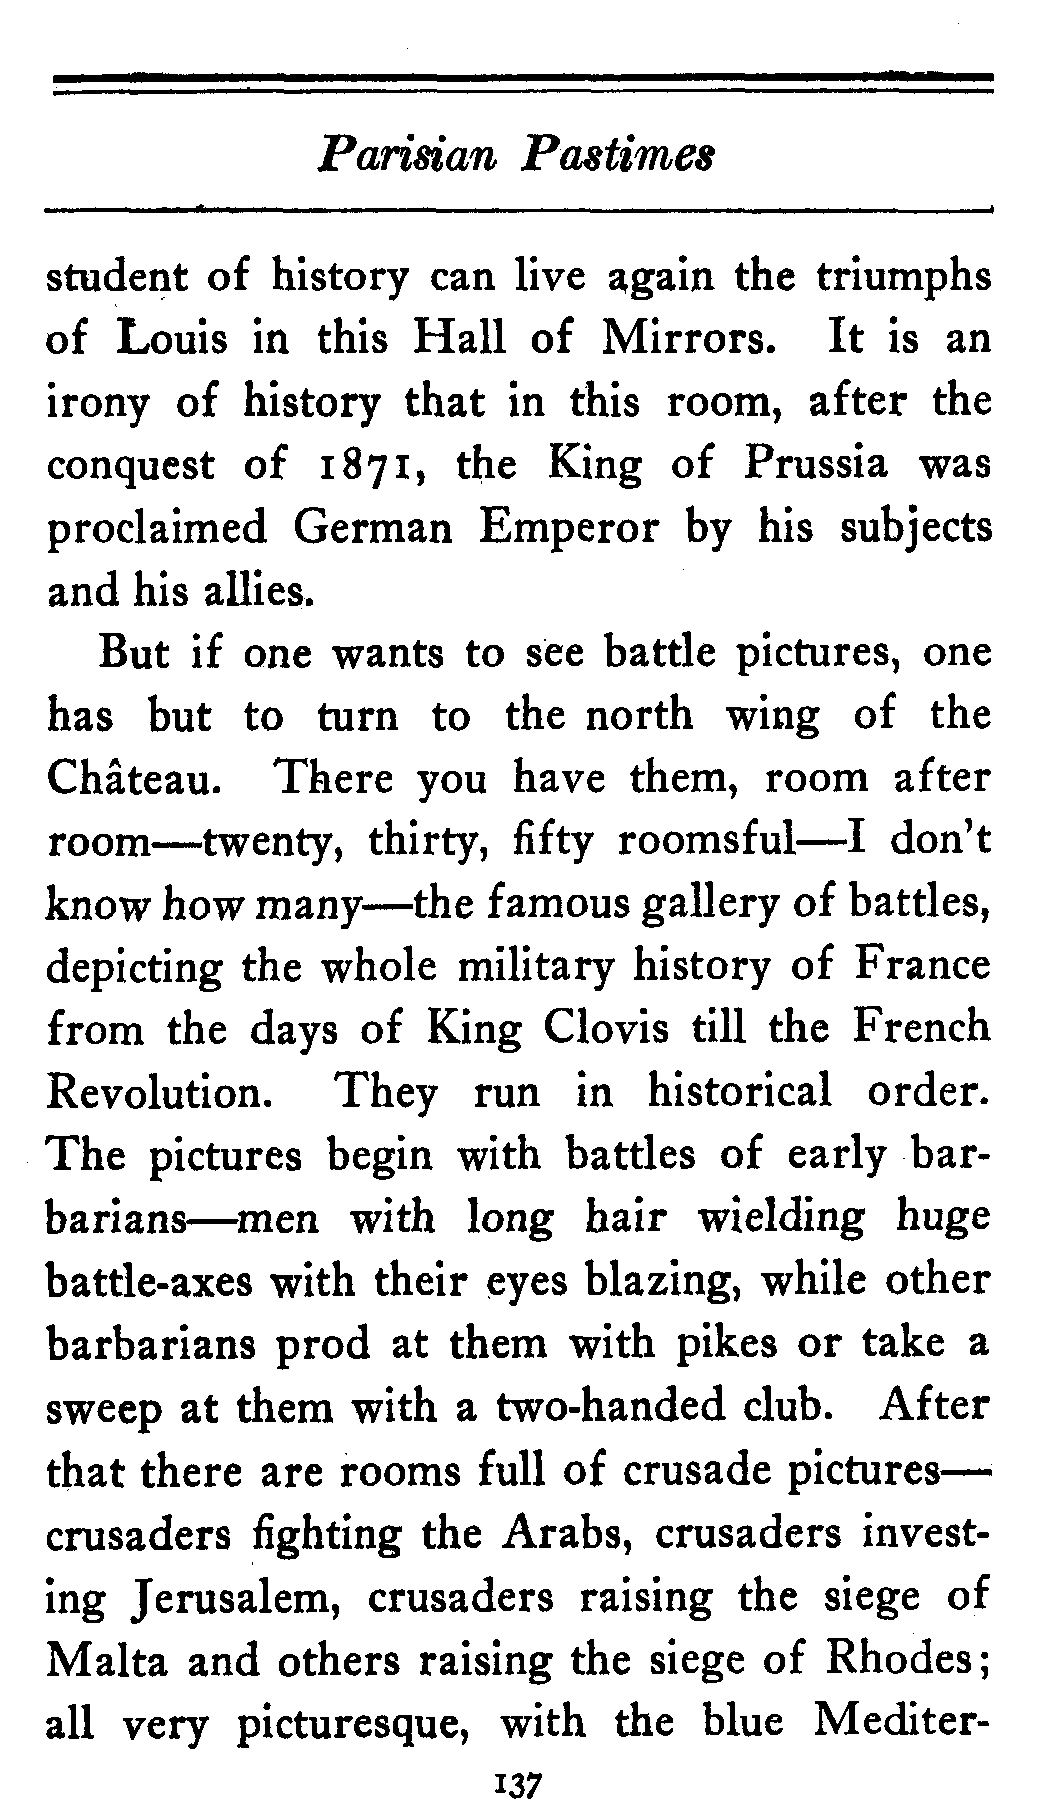 Parisian Pastimes
student of history can live again the triumphs
of Louis in this Hall of Mirrors. It is an
irony of history that in this room, after the
conquest of 1871, the King of Prussia was
proclaimed German Emperor by his subjects
and his allies.
But if one wants to see battle pictures, one
has but to turn to the north wing of the
Château. There you have them, room after
room—twenty, thirty, fifty roomsful—I don't
know how many—the famous gallery of battles,
depicting the whole military history of France
from the days of King Clovis till the French
Revolution. They run in historical order.
The pictures begin with battles of early bar-
barians—men with long hair wielding huge
battle-axes with their eyes blazing, while other
barbarians prod at them with pikes or take a
sweep at them with a two-handed club. After
that there are rooms full of crusade pictures—
crusaders fighting the Arabs, crusaders invest-
ing Jerusalem, crusaders raising the siege of
Malta and others raising the siege of Rhodes;
all very picturesque, with the blue Mediter-
137